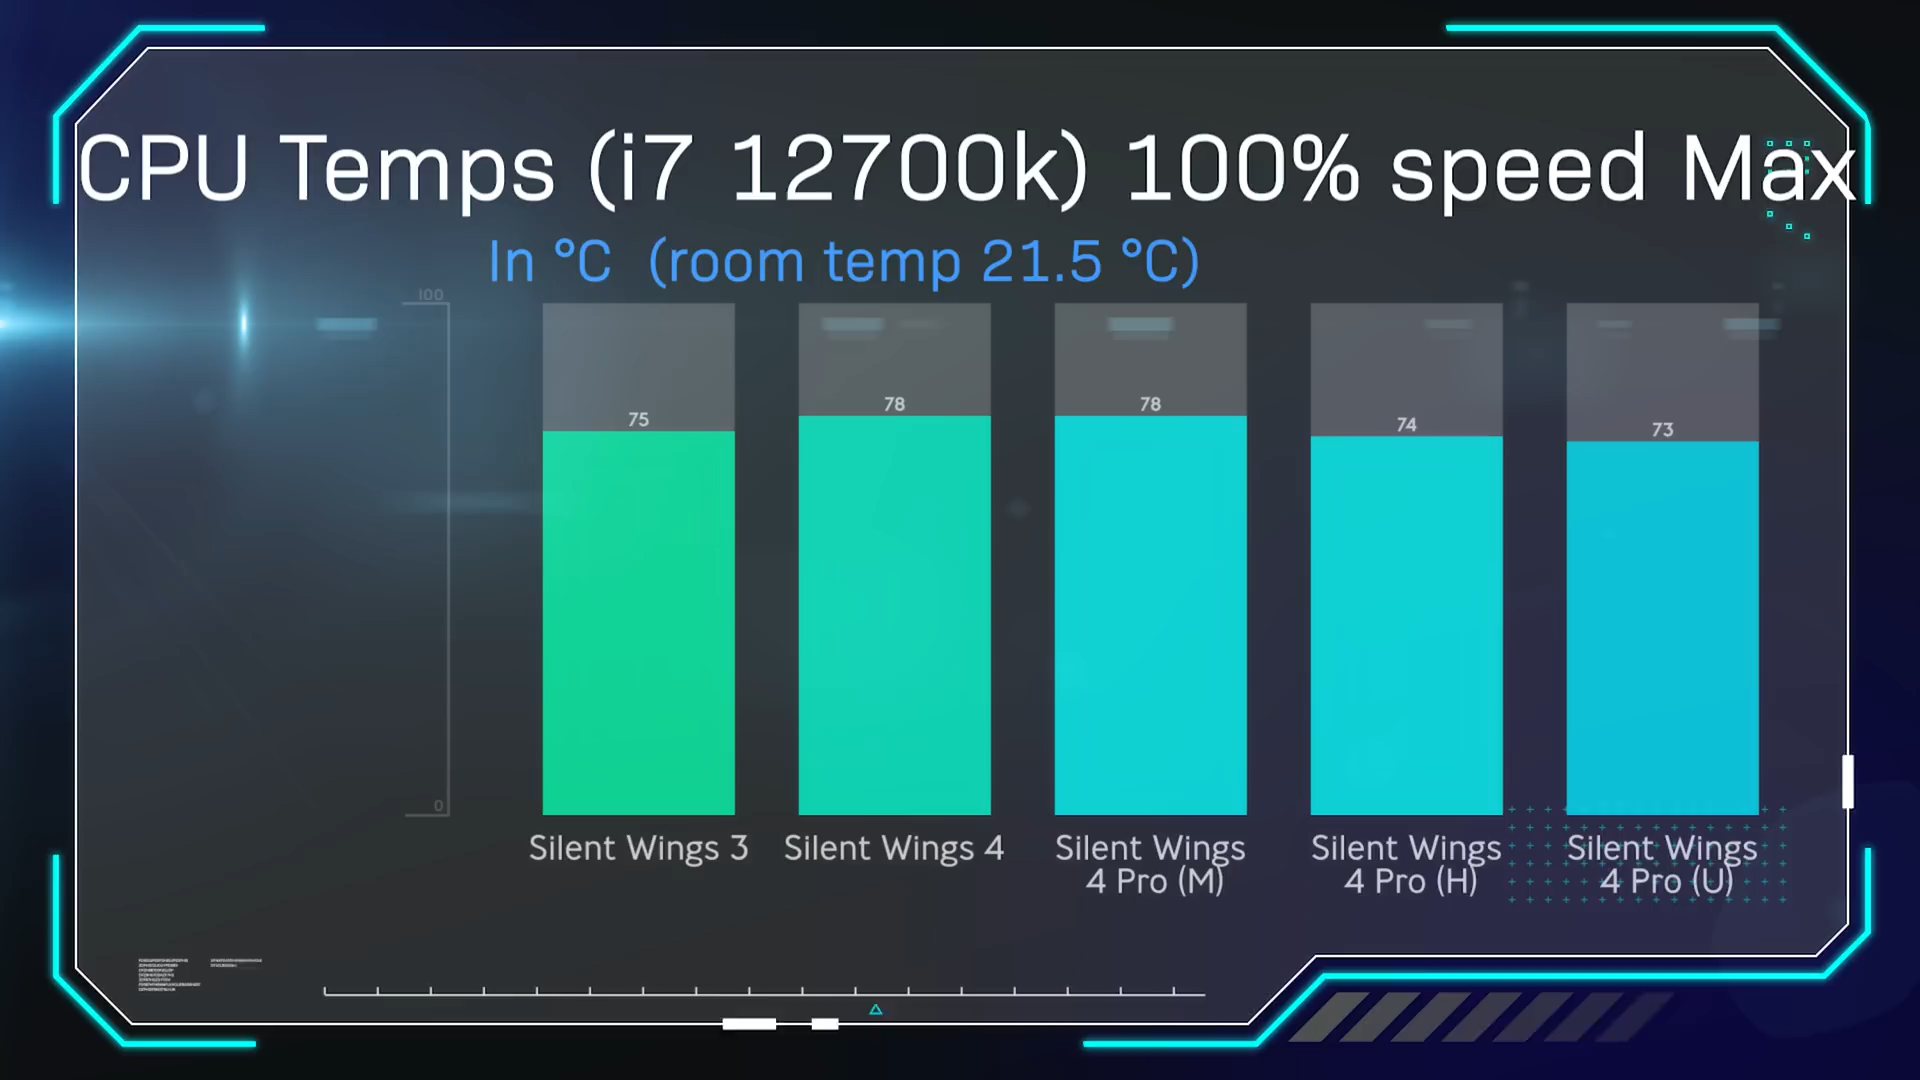 CPU Temps (i7 12700k) 100% speed Max
In °C (room temp 21.5 °C)
100
75
78
78
74
73
0
Silent Wings 3
Silent Wings 4
Silent Wings
4 Pro (M)
Silent Wings
4 Pro (H)
Silent Wings
4 Pro (U)